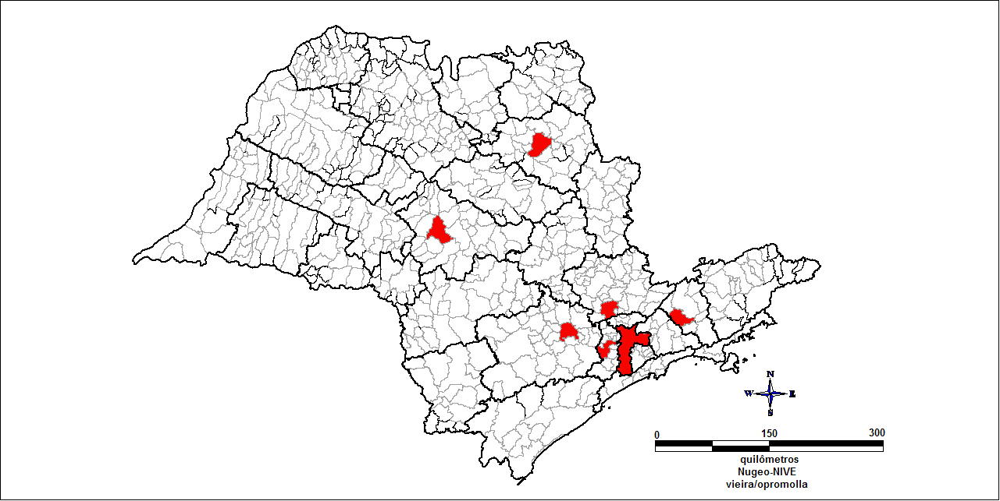 N
W E
S
0 150 300
quilômetros
Nugeo-NIVE
vieira/opromolla